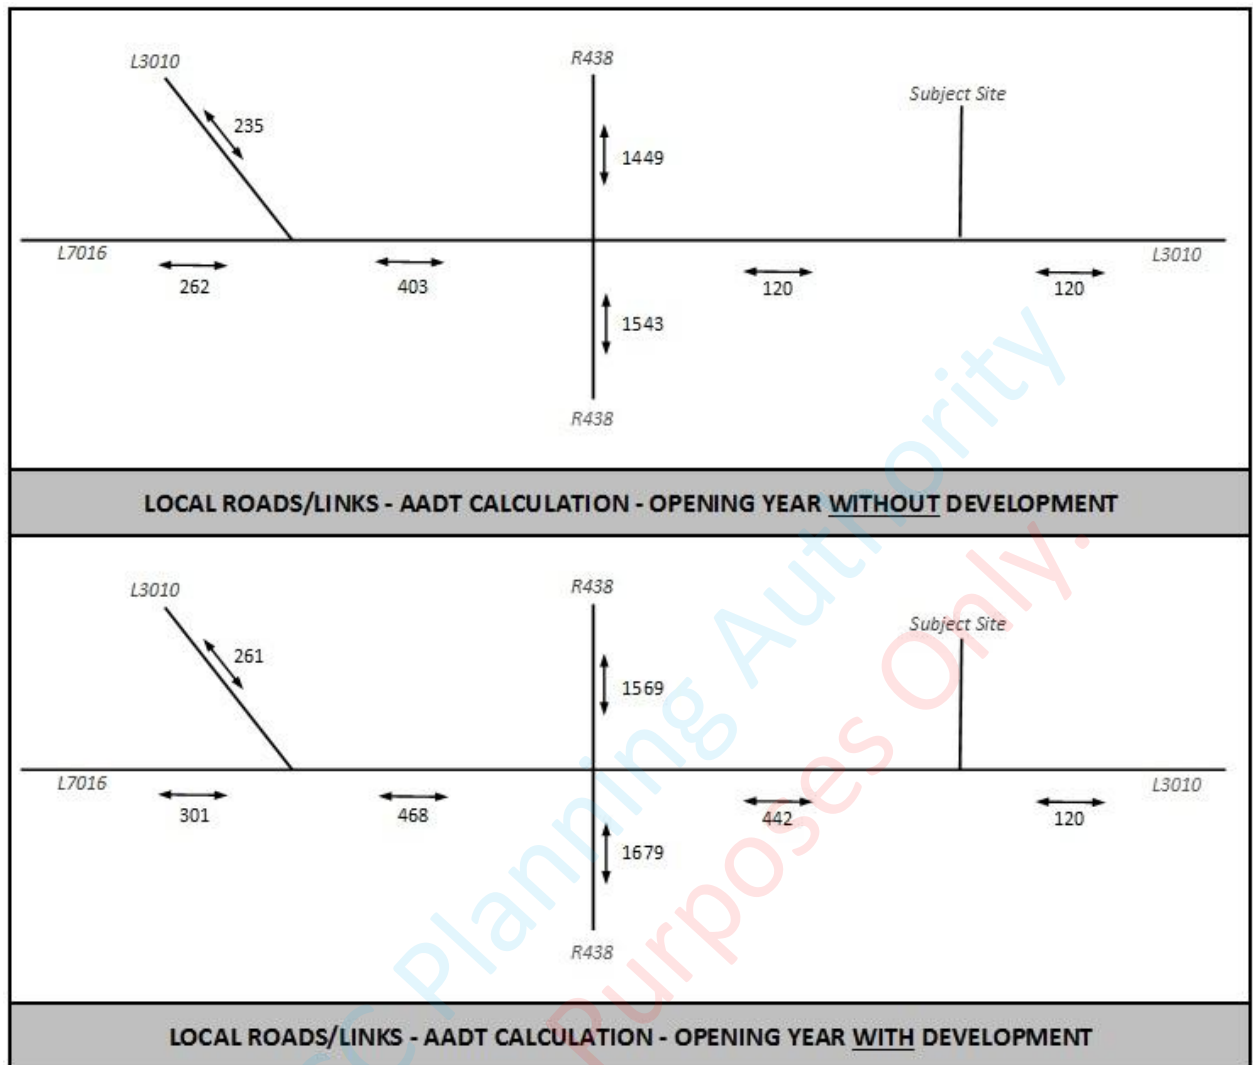 L3010
R438
Subject Site
235
1449
L7016
L3010
262
403
120
120
1543
R438
LOCAL ROADS/LINKS - AADT CALCULATION - OPENING YEAR WITHOUT DEVELOPMENT
L3010
R438
Subject Site
261
1569
L7016
L3010
301
468
442
120
1679
R438
LOCAL ROADS/LINKS - AADT CALCULATION - OPENING YEAR WITH DEVELOPMENT
Planning Authority
Purposes Only.